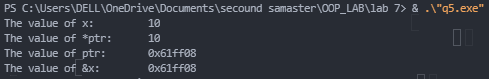 PS C:\Users\DELL\OneDrive\Documents\secound samaster\OOP_LAB\lab 7> & .\"q5.exe"
The value of x:      10
The value of *ptr:   10
The value of ptr:    0x61ff08
The value of &x:     0x61ff08